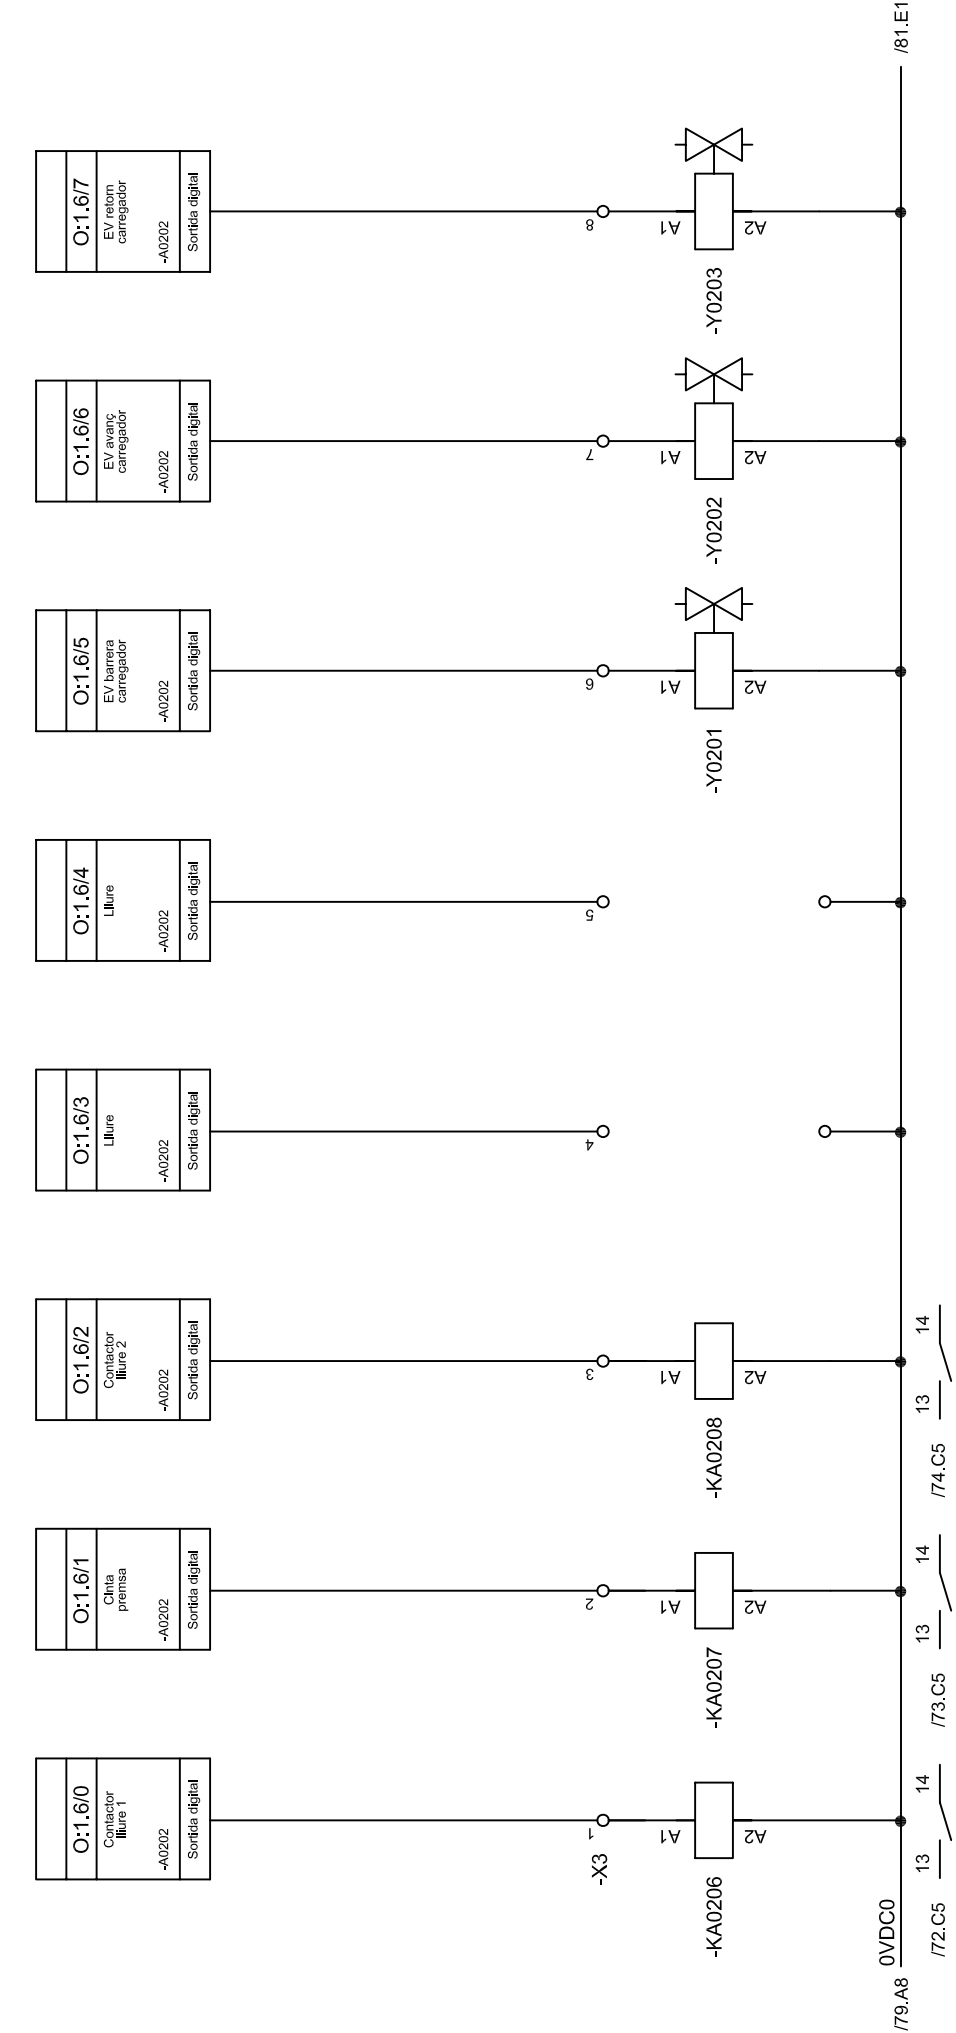 O:1.6/0
Contactor
lliure 1
-A0202
Sortida digital
O:1.6/1
Cinta
premsa
-A0202
Sortida digital
O:1.6/2
Contactor
lliure 2
-A0202
Sortida digital
O:1.6/3
Lliure
-A0202
Sortida digital
O:1.6/4
Lliure
-A0202
Sortida digital
O:1.6/5
EV barrera
carregador
-A0202
Sortida digital
O:1.6/6
EV avanç
carregador
-A0202
Sortida digital
O:1.6/7
EV retorn
carregador
-A0202
Sortida digital
-X3
1
2
3
4
5
6
7
8
A1
A1
A1
A1
A1
A1
-KA0206
-KA0207
-KA0208
-Y0201
-Y0202
-Y0203
A2
A2
A2
A2
A2
A2
0VDC0
/79.A8
/81.E1
13
14
13
14
13
14
/72.C5
/73.C5
/74.C5